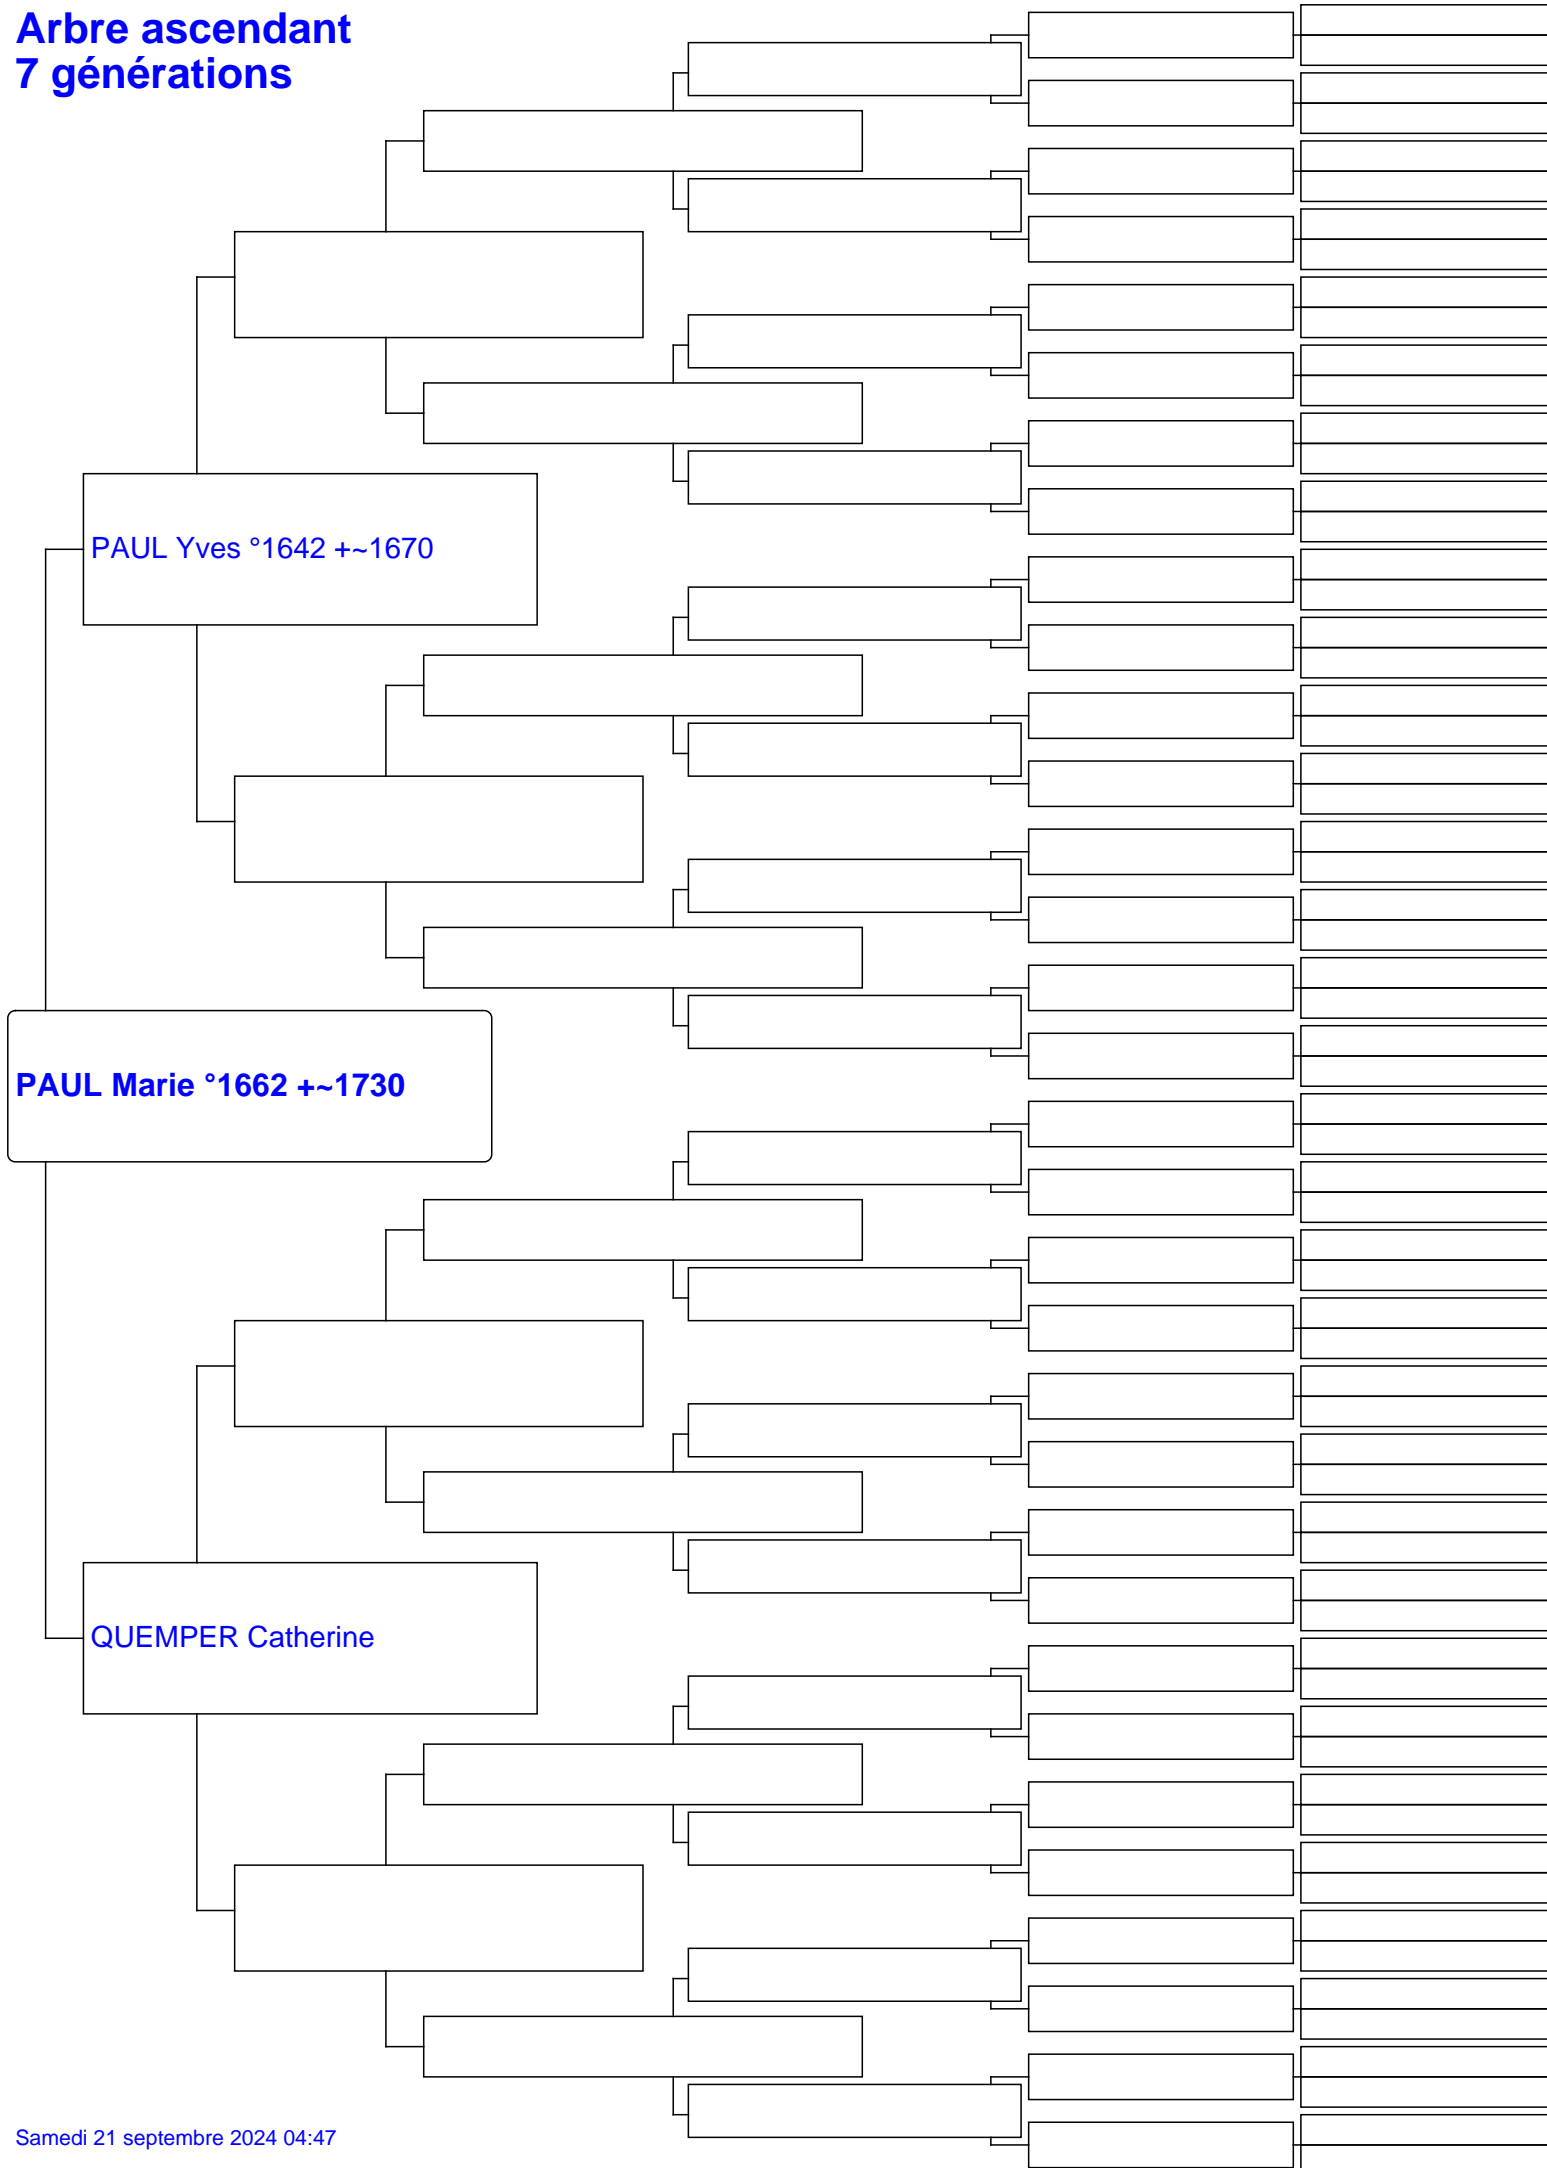 Arbre ascendant
7 générations
PAUL Yves °1642 +~1670
PAUL Marie °1662 +~1730
QUEMPER Catherine
Samedi 21 septembre 2024 04:47